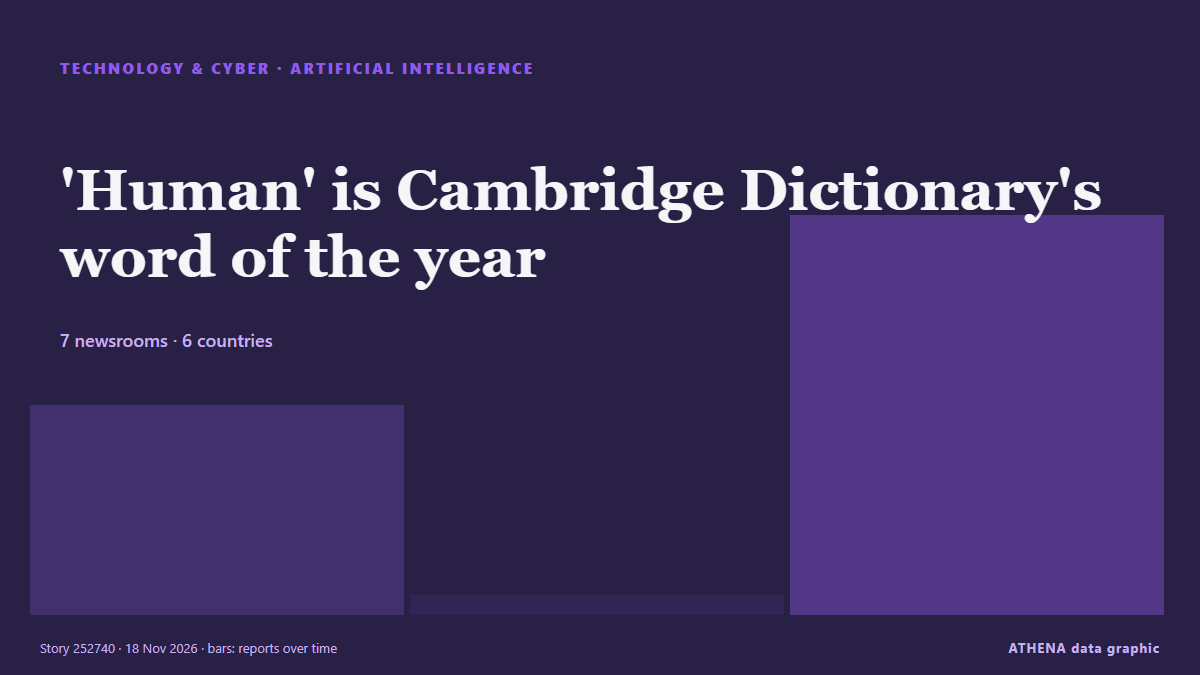 TECHNOLOGY & CYBER · ARTIFICIAL INTELLIGENCE
'Human' is Cambridge Dictionary's
word of the year
7 newsrooms · 6 countries
Story 252740 · 18 Nov 2026 · bars: reports over time
ATHENA data graphic